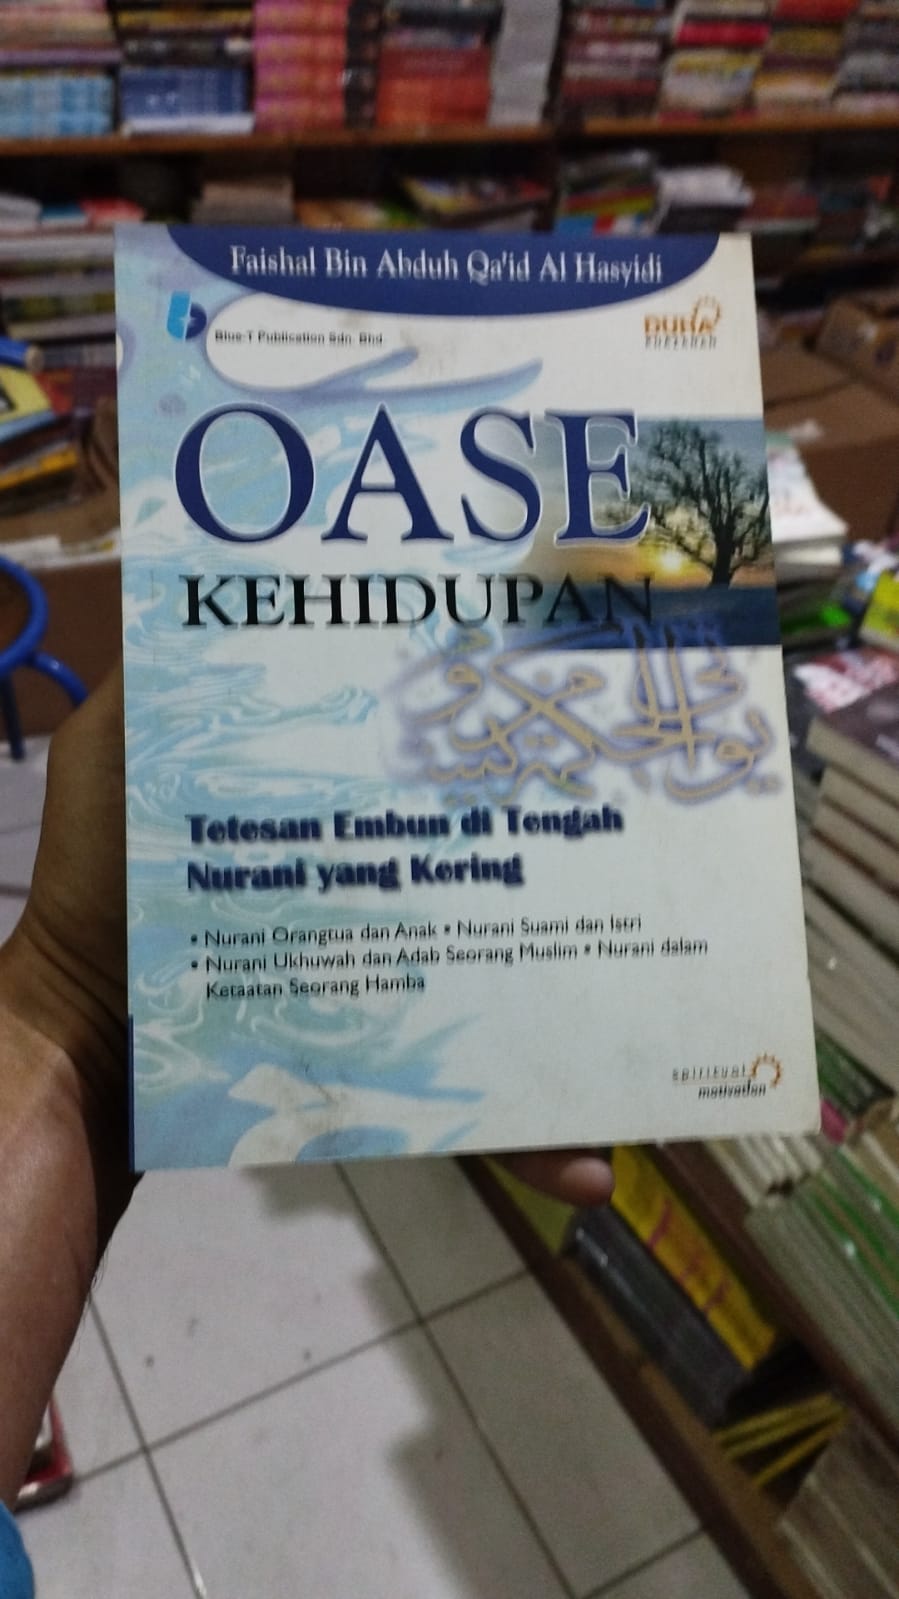 Faishal Bin Abduh Qa'id Al Hasyidi
Blue-T Publication Sdn. Bhd.
DUHA
KHAZANAH
OASE
KEHIDUPAN
Tetesan Embun di Tengah
Nurani yang Kering
• Nurani Orangtua dan Anak • Nurani Suami dan Istri
• Nurani Ukhuwah dan Adab Seorang Muslim • Nurani dalam
Ketaatan Seorang Hamba
spiritual
motivation